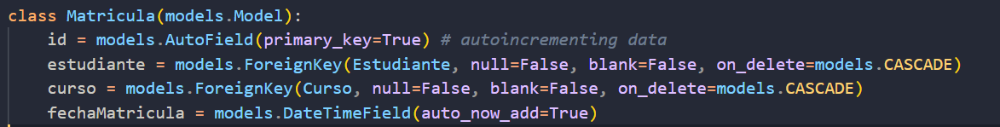 class Matricula(models.Model):
    id = models.AutoField(primary_key=True) # autoincrementing data
    estudiante = models.ForeignKey(Estudiante, null=False, blank=False, on_delete=models.CASCADE)
    curso = models.ForeignKey(Curso, null=False, blank=False, on_delete=models.CASCADE)
    fechaMatricula = models.DateTimeField(auto_now_add=True)